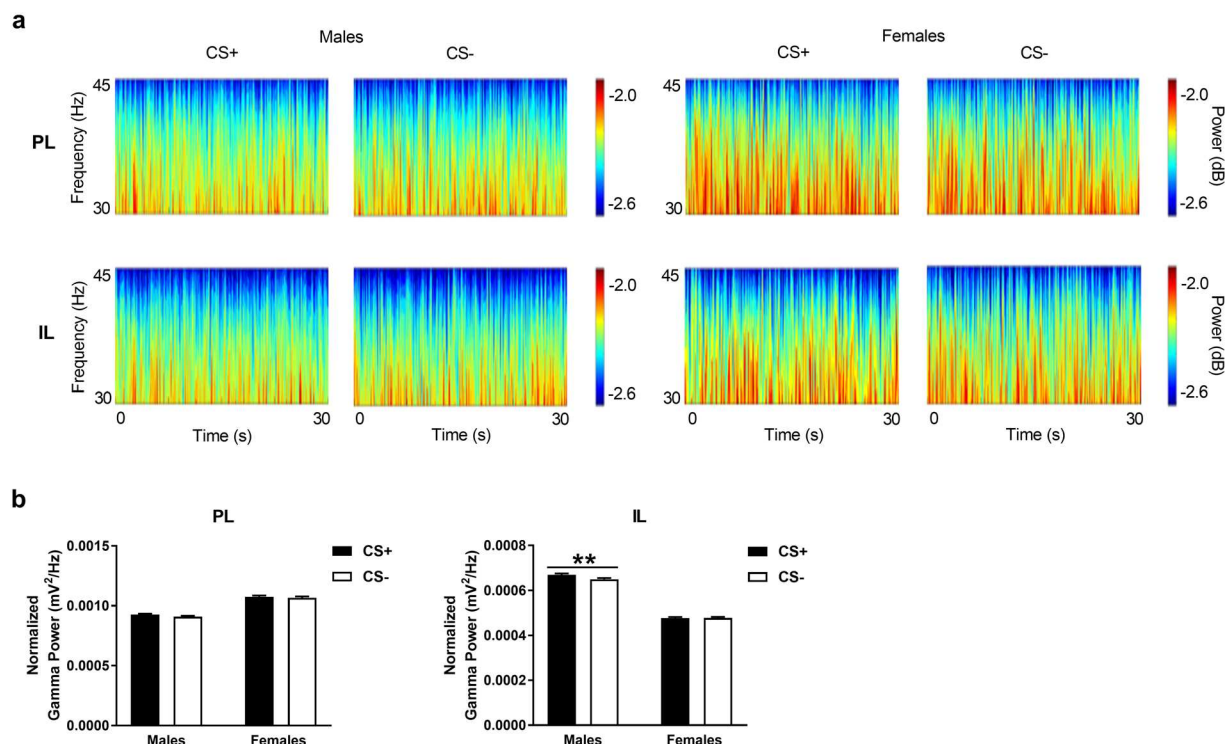 a
Males
Females
CS+
CS-
CS+
CS-
PL
Frequency (Hz)
45
30
-2.0
-2.6
45
30
-2.0
-2.6
Power (dB)
IL
Frequency (Hz)
45
30
0
30
Time (s)
0
30
Time (s)
-2.0
-2.6
45
30
0
30
Time (s)
0
30
Time (s)
-2.0
-2.6
Power (dB)
b
PL
Normalized
Gamma Power (mV²/Hz)
0.0015
0.0010
0.0005
0.0000
Males
Females
CS+
CS-
IL
Normalized
Gamma Power (mV²/Hz)
0.0008
0.0006
0.0004
0.0002
0.0000
**
Males
Females
CS+
CS-